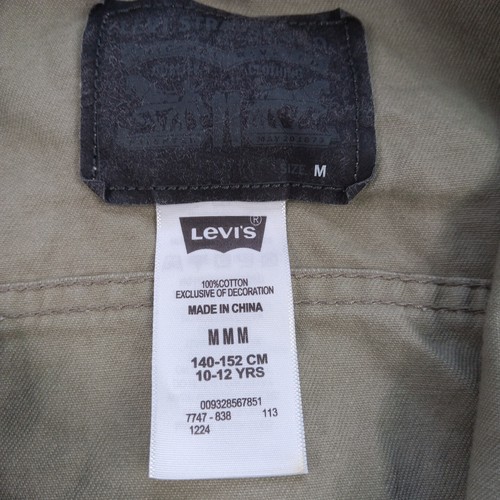 SIZE: M
LEVI'S ®
100%COTTON
EXCLUSIVE OF DECORATION
MADE IN CHINA
M M M
140-152 CM
10-12 YRS
009328567851
7747 - 838 113
1224